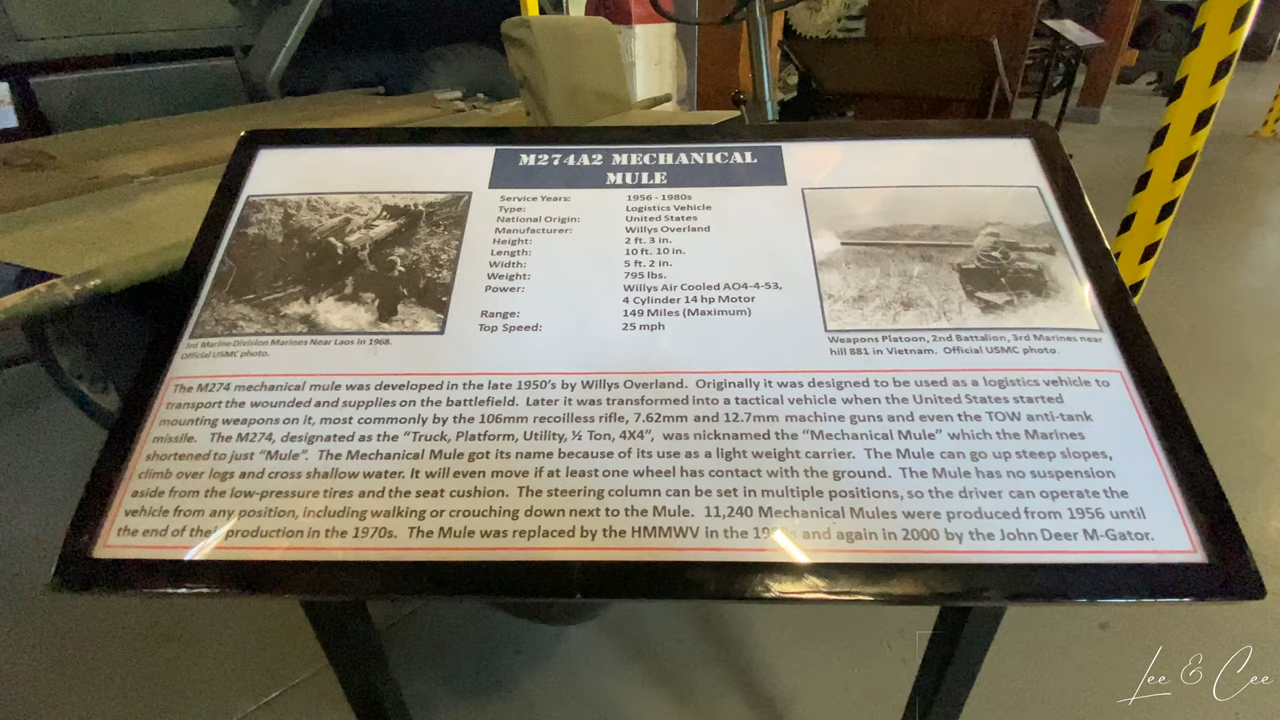 M274A2 MECHANICAL
MULE
Service Years: 1956 - 1980s
Type: Logistics Vehicle
National Origin: United States
Manufacturer: Willys Overland
Height: 2 ft. 3 in.
Length: 10 ft. 10 in.
Width: 5 ft. 2 in.
Weight: 795 lbs.
Power: Willys Air Cooled AO4-4-53,
4 Cylinder 14 hp Motor
Range: 149 Miles (Maximum)
Top Speed: 25 mph
3rd Marine Division Marines Near Laos in 1968.
Official USMC photo.
Weapons Platoon, 2nd Battalion, 3rd Marines near
hill 881 in Vietnam. Official USMC photo.
The M274 mechanical mule was developed in the late 1950's by Willys Overland. Originally it was designed to be used as a logistics vehicle to
transport the wounded and supplies on the battlefield. Later it was transformed into a tactical vehicle when the United States started
mounting weapons on it, most commonly by the 106mm recoilless rifle, 7.62mm and 12.7mm machine guns and even the TOW anti-tank
missile. The M274, designated as the "Truck, Platform, Utility, ½ Ton, 4X4", was nicknamed the "Mechanical Mule" which the Marines
shortened to just "Mule". The Mechanical Mule got its name because of its use as a light weight carrier. The Mule can go up steep slopes,
climb over logs and cross shallow water. It will even move if at least one wheel has contact with the ground. The Mule has no suspension
aside from the low-pressure tires and the seat cushion. The steering column can be set in multiple positions, so the driver can operate the
vehicle from any position, including walking or crouching down next to the Mule. 11,240 Mechanical Mules were produced from 1956 until
the end of their production in the 1970s. The Mule was replaced by the HMMWV in the and again in 2000 by the John Deer M-Gator.
Lee & Cee